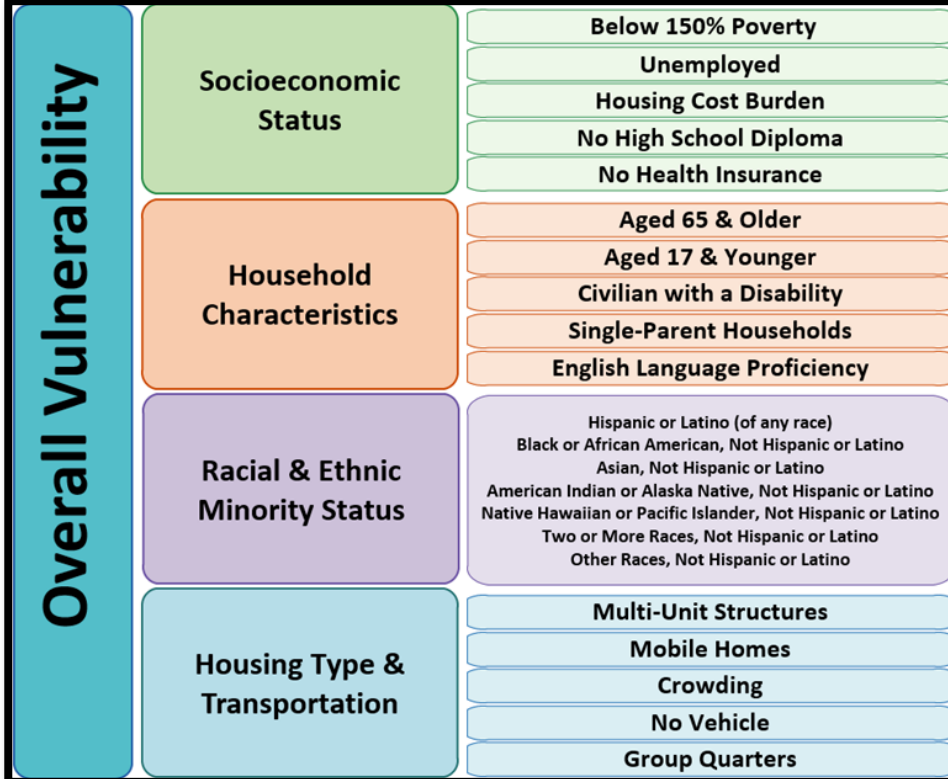 Overall Vulnerability
Socioeconomic
Status
Below 150% Poverty
Unemployed
Housing Cost Burden
No High School Diploma
No Health Insurance
Household
Characteristics
Aged 65 & Older
Aged 17 & Younger
Civilian with a Disability
Single-Parent Households
English Language Proficiency
Racial & Ethnic
Minority Status
Hispanic or Latino (of any race)
Black or African American, Not Hispanic or Latino
Asian, Not Hispanic or Latino
American Indian or Alaska Native, Not Hispanic or Latino
Native Hawaiian or Pacific Islander, Not Hispanic or Latino
Two or More Races, Not Hispanic or Latino
Other Races, Not Hispanic or Latino
Housing Type &
Transportation
Multi-Unit Structures
Mobile Homes
Crowding
No Vehicle
Group Quarters